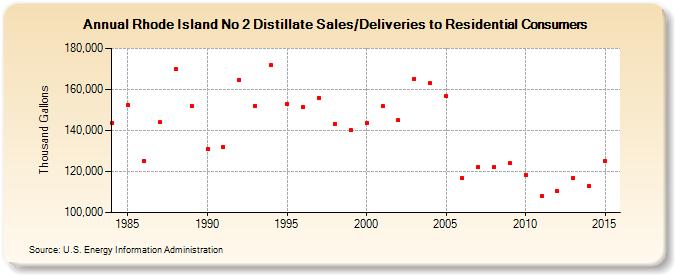 Annual Rhode Island No 2 Distillate Sales/Deliveries to Residential Consumers
Thousand Gallons
180,000
160,000
140,000
120,000
100,000
1985 1990 1995 2000 2005 2010 2015
Source: U.S. Energy Information Administration